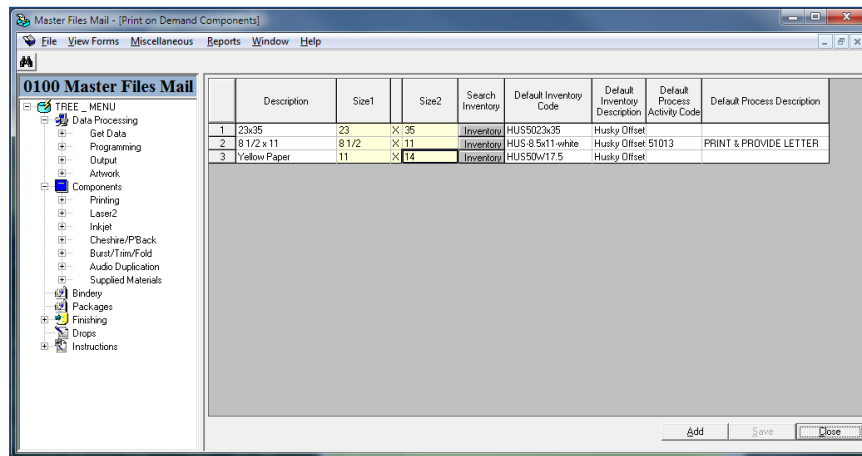 Master Files Mail - [Print on Demand Components]
File View Forms Miscellaneous Reports Window Help
0100 Master Files Mail
TREE _ MENU
Data Processing
Get Data
Programming
Output
Artwork
Components
Printing
Laser2
Inkjet
Cheshire/P'Back
Burst/Trim/Fold
Audio Duplication
Supplied Materials
Bindery
Packages
Finishing
Drops
Instructions
Description Size1 Size2 Search Inventory Default Inventory Code Default Inventory Description Default Process Activity Code Default Process Description
1 23x35 23 X 35 Inventory HUS5023x35 Husky Offset
2 8 1/2 x 11 8 1/2 X 11 Inventory HUS-8.5x11-white Husky Offset 51013 PRINT & PROVIDE LETTER
3 Yellow Paper 11 X 14 Inventory HUS50W17.5 Husky Offset
Add Save Close